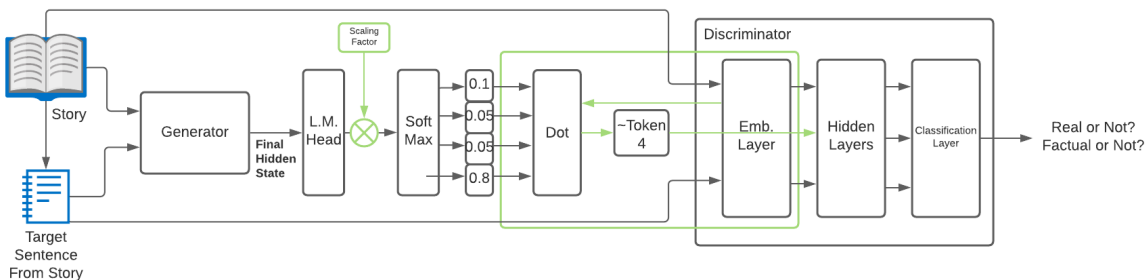 Story
Target
Sentence
From Story
Generator
Final
Hidden
State
L.M.
Head
Scaling
Factor
Soft
Max
0.1
0.05
0.05
0.8
Dot
~Token
4
Discriminator
Emb.
Layer
Hidden
Layers
Classification
Layer
Real or Not?
Factual or Not?